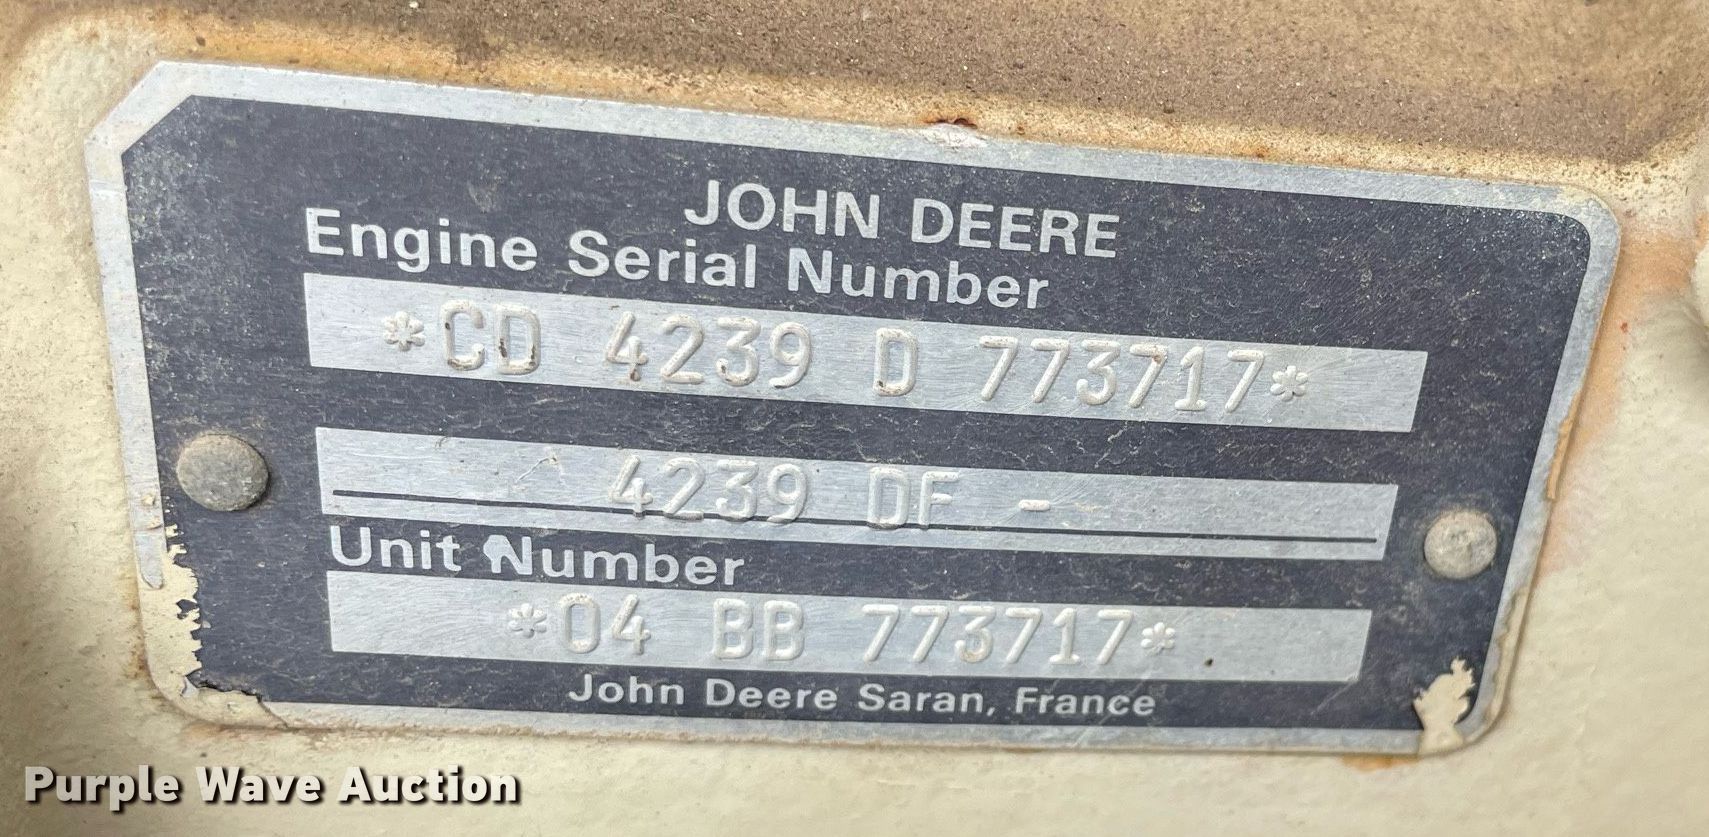 JOHN DEERE
Engine Serial Number
*CD 4239 D 773717*
4239 DF -
Unit Number
*04 BB 773717*
John Deere Saran, France
Purple Wave Auction